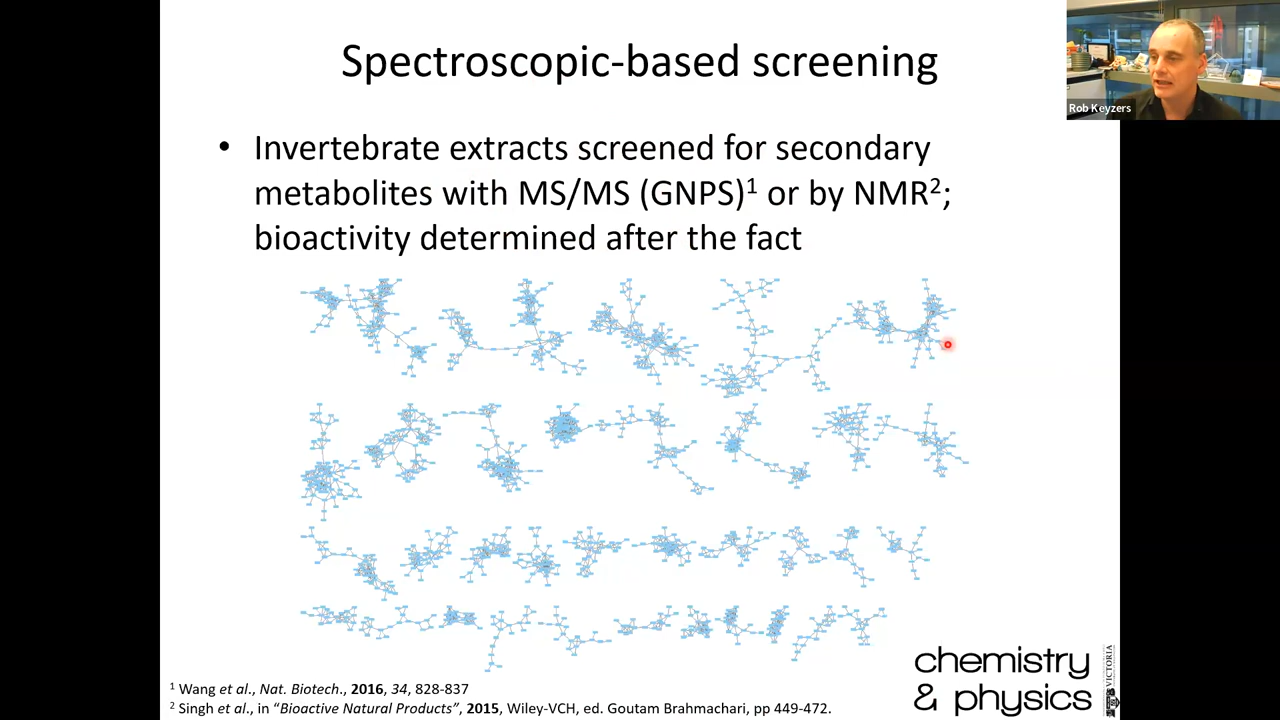 Spectroscopic-based screening
Rob Keyzers
• Invertebrate extracts screened for secondary
metabolites with MS/MS (GNPS)1 or by NMR2;
bioactivity determined after the fact
chemistry
& physics
VICTORIA
1 Wang et al., Nat. Biotech., 2016, 34, 828-837
2 Singh et al., in “Bioactive Natural Products”, 2015, Wiley-VCH, ed. Goutam Brahmachari, pp 449-472.